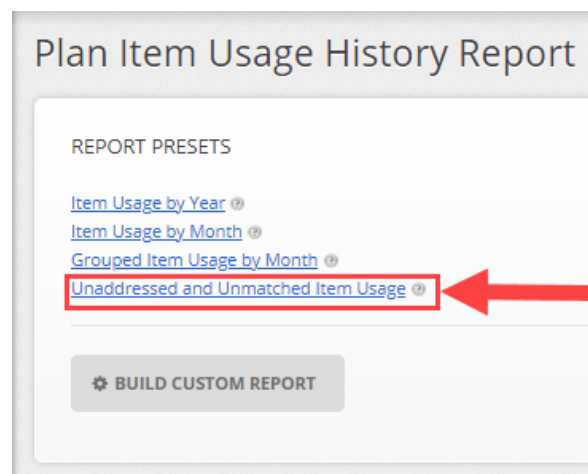 Plan Item Usage History Report
REPORT PRESETS
Item Usage by Year
Item Usage by Month
Grouped Item Usage by Month
Unaddressed and Unmatched Item Usage
BUILD CUSTOM REPORT